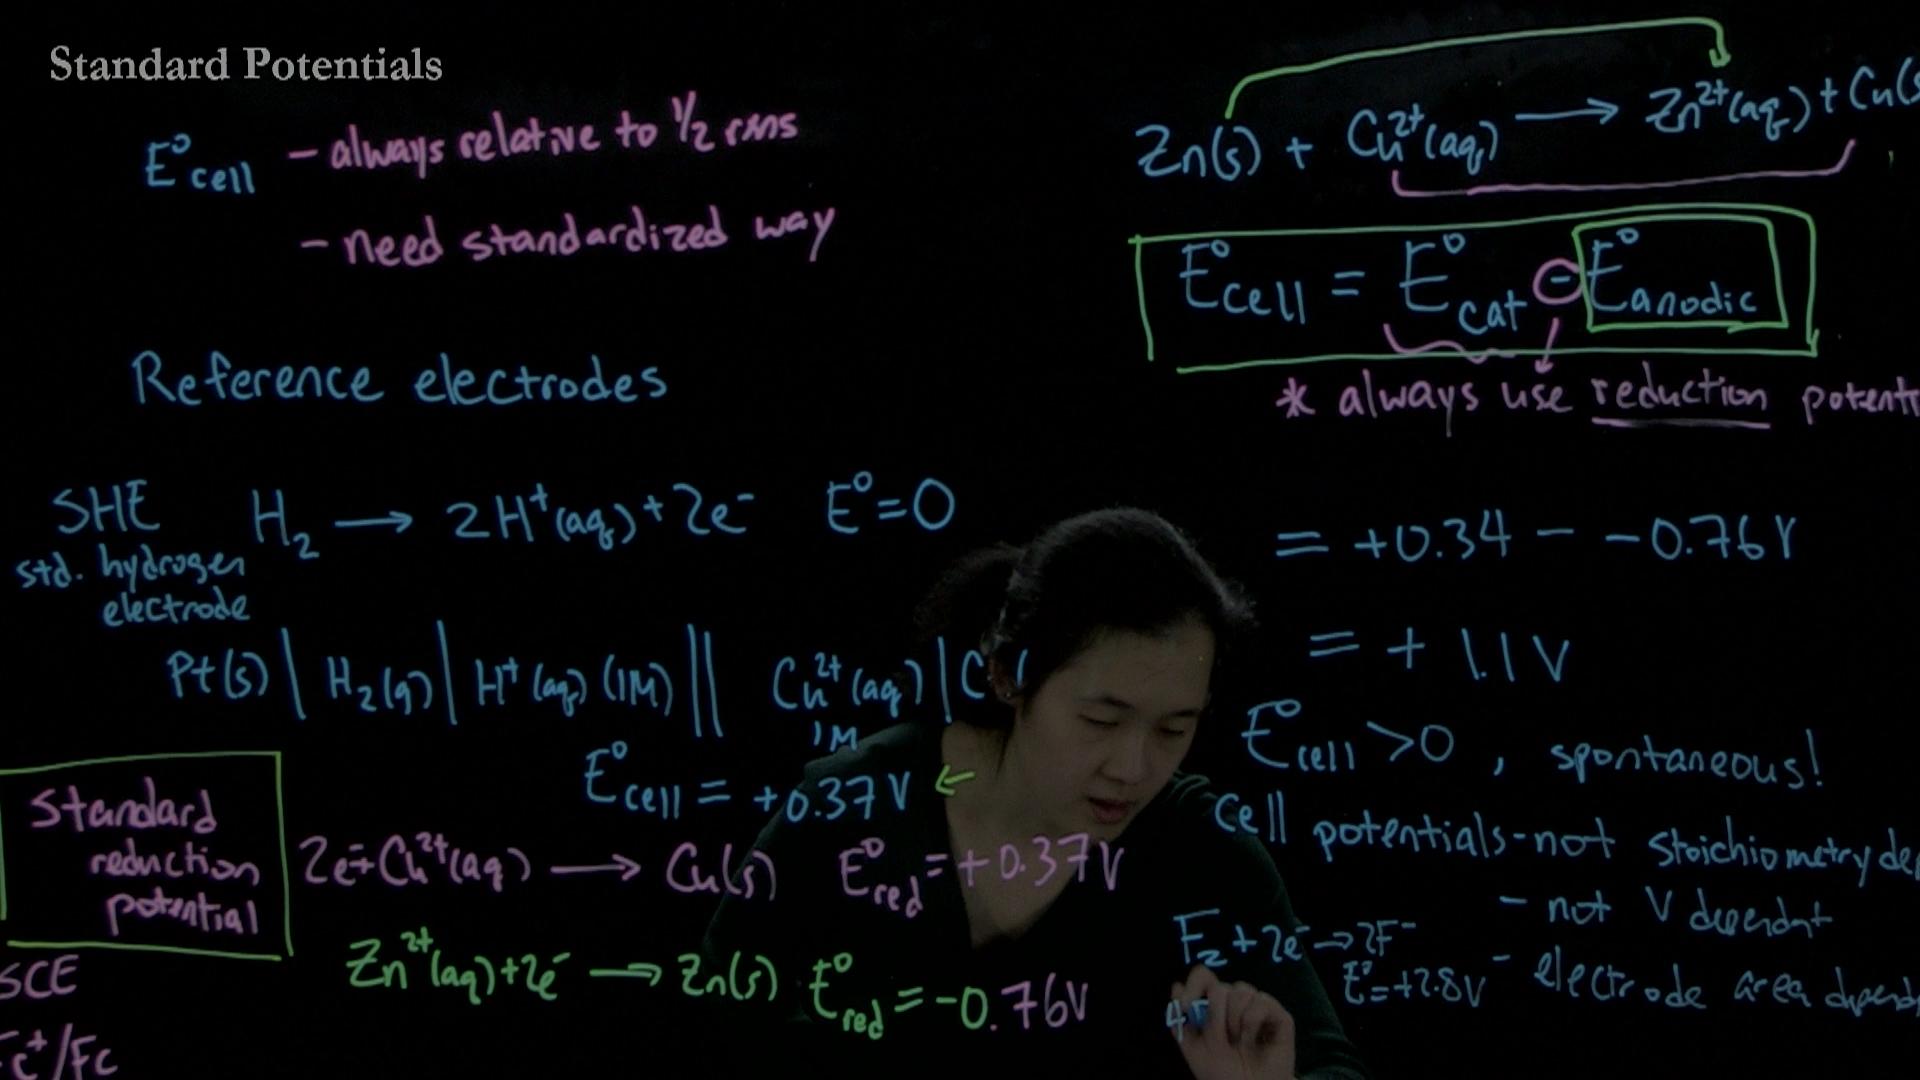 Standard Potentials
E°cell – always relative to 1/2 rxns
– need standardized way
Reference electrodes
SHE H₂ → 2H⁺(aq) + 2e⁻ E° = 0
std. hydrogen
electrode
Pt(s) | H₂(g) | H⁺(aq) (1M) || Cu²⁺(aq) | C
1M
E°cell = +0.37 V ←
Standard
reduction
potential
2e⁻ + Cu²⁺(aq) → Cu(s) E°red = +0.37 V
Zn²⁺(aq) + 2e⁻ → Zn(s) E°red = -0.76V
SCE
Fc⁺/Fc
Zn(s) + Cu²⁺(aq) → Zn²⁺(aq) + Cu(s
E°cell = E°cat - E°anodic
* always use reduction potenti
= +0.34 - -0.76V
= + 1.1 V
E°cell > 0 , spontaneous!
cell potentials - not stoichiometry dep
- not V dependnt
- electrode area depend
F₂ + 2e⁻ → 2F⁻
E° = +2.8V